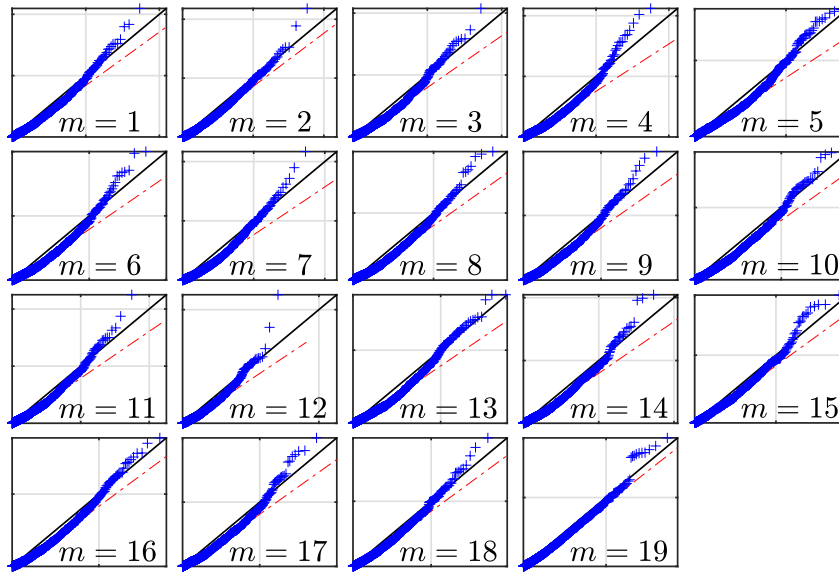 m = 1 m = 2 m = 3 m = 4 m = 5
m = 6 m = 7 m = 8 m = 9 m = 10
m = 11 m = 12 m = 13 m = 14 m = 15
m = 16 m = 17 m = 18 m = 19